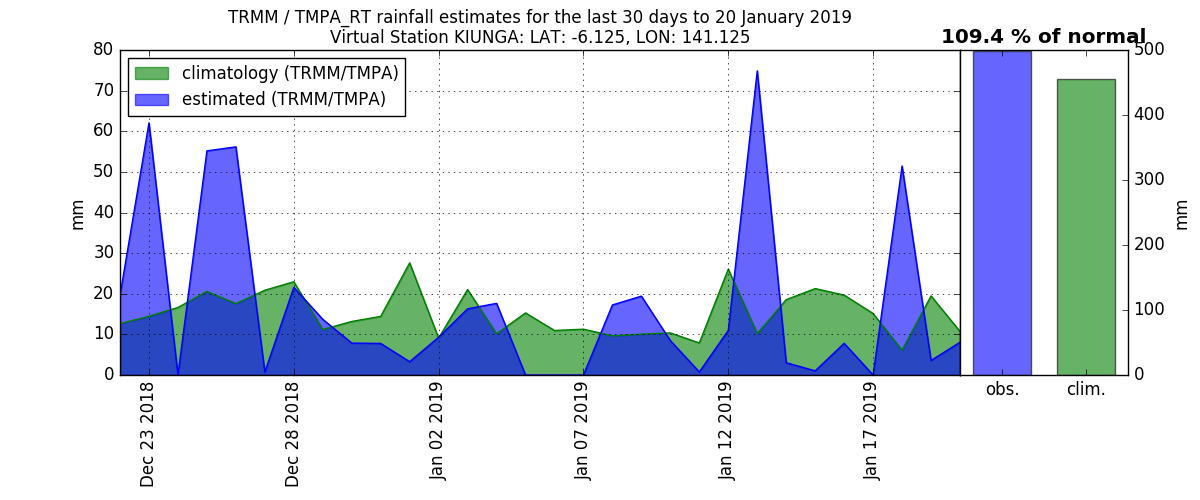 TRMM / TMPA_RT rainfall estimates for the last 30 days to 20 January 2019
Virtual Station KIUNGA: LAT: -6.125, LON: 141.125
109.4 % of normal
climatology (TRMM/TMPA)
estimated (TRMM/TMPA)
mm
80
70
60
50
40
30
20
10
0
Dec 23 2018
Dec 28 2018
Jan 02 2019
Jan 07 2019
Jan 12 2019
Jan 17 2019
obs.
clim.
500
400
300
200
100
0
mm